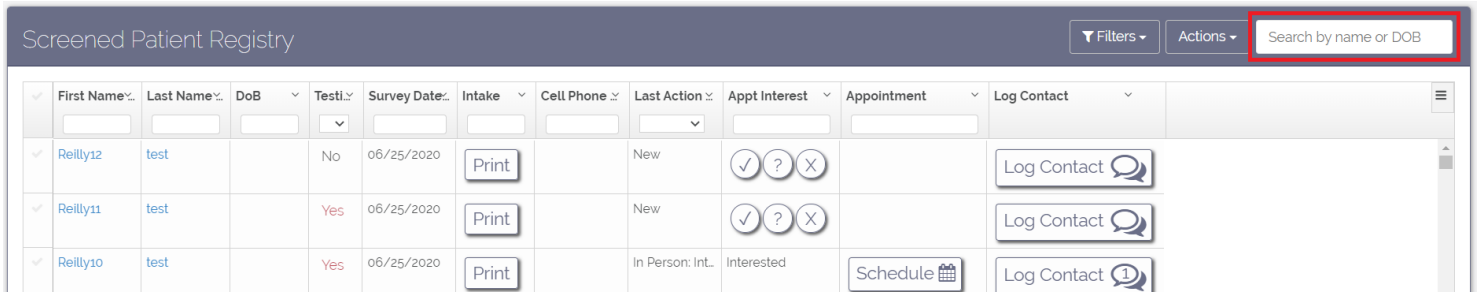 Screened Patient Registry Filters Actions Search by name or DOB
First Name... Last Name... DoB Testi... Survey Date... Intake Cell Phone ... Last Action ... Appt Interest Appointment Log Contact
Reilly12 test No 06/25/2020 Print New ✓ ? X Log Contact
Reilly11 test Yes 06/25/2020 Print New ✓ ? X Log Contact
Reilly10 test Yes 06/25/2020 Print In Person: Int... Interested Schedule Log Contact 1